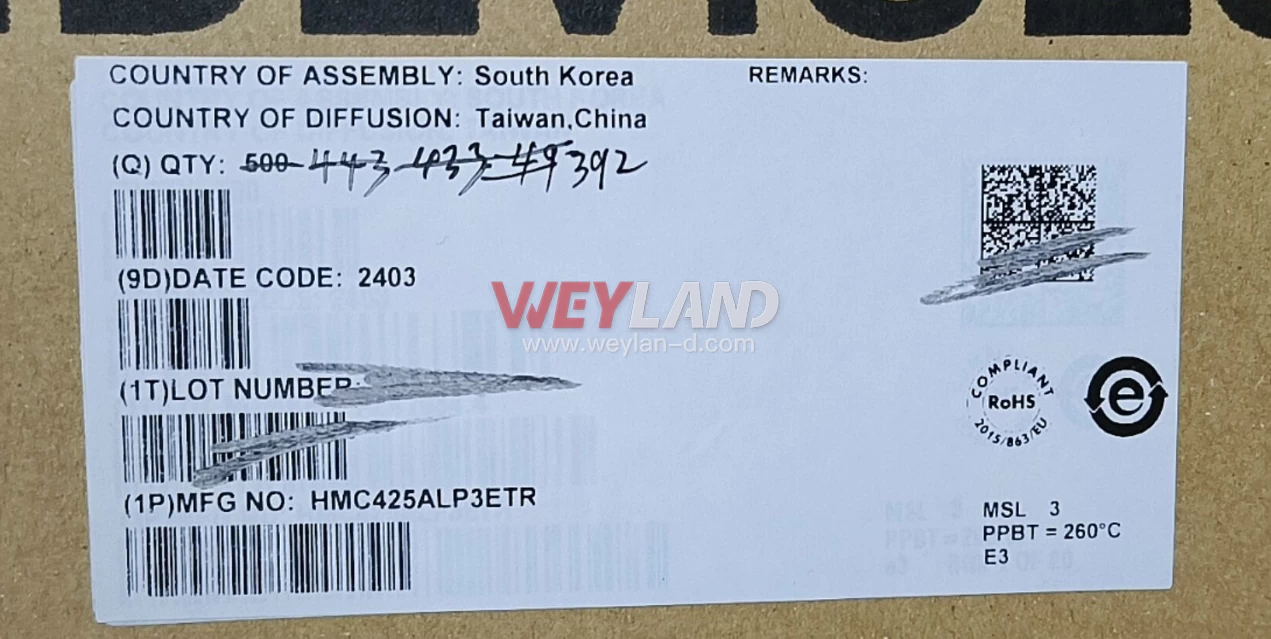 COUNTRY OF ASSEMBLY: South Korea
REMARKS:
COUNTRY OF DIFFUSION: Taiwan,China
(Q) QTY: 500 443 433 392
(9D)DATE CODE: 2403
WEYLAND
www.weylan-d.com
(1T)LOT NUMBER
COMPLIANT
RoHS
2015/863/EU
e
(1P)MFG NO: HMC425ALP3ETR
MSL 3
PPBT = 260°C
E3